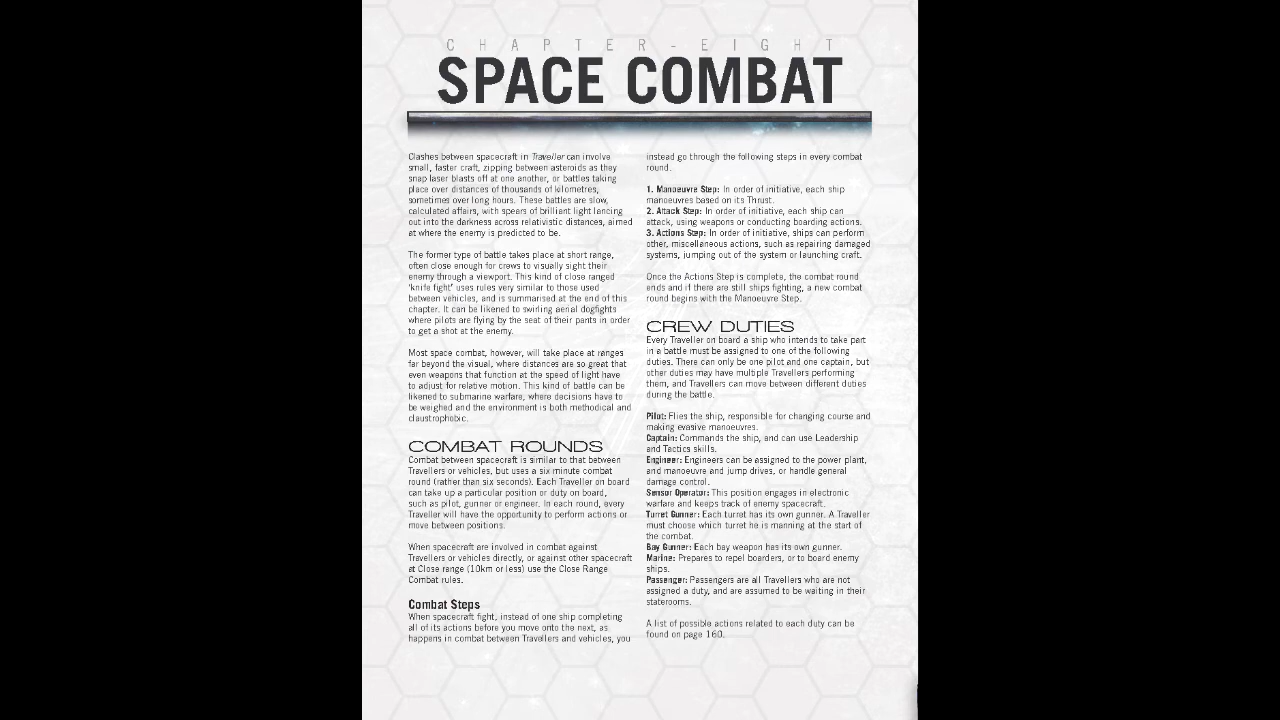 CHAPTER-EIGHT
SPACE COMBAT
Clashes between spacecraft in Traveller can involve
small, faster craft, zipping between asteroids as they
snap laser blasts off at one another, or battles taking
place over distances of thousands of kilometres,
sometimes over long hours. These battles are slow,
calculated affairs, with spears of brilliant light lancing
out into the darkness across relativistic distances, aimed
at where the enemy is predicted to be.
The former type of battle takes place at short range,
often close enough for crews to visually sight their
enemy through a viewport. This kind of close ranged
'knife fight' uses rules very similar to those used
between vehicles, and is summarised at the end of this
chapter. It can be likened to swirling aerial dogfights
where pilots are flying by the seat of their pants in order
to get a shot at the enemy.
Most space combat, however, will take place at ranges
far beyond the visual, where distances are so great that
even weapons that function at the speed of light have
to adjust for relative motion. This kind of battle can be
likened to submarine warfare, where decisions have to
be weighed and the environment is both methodical and
claustrophobic.
COMBAT ROUNDS
Combat between spacecraft is similar to that between
Travellers or vehicles, but uses a six minute combat
round (rather than six seconds). Each Traveller on board
can take up a particular position or duty on board,
such as pilot, gunner or engineer. In each round, every
Traveller will have the opportunity to perform actions or
move between positions.
When spacecraft are involved in combat against
Travellers or vehicles directly, or against other spacecraft
at Close range (10km or less) use the Close Range
Combat rules.
Combat Steps
When spacecraft fight, instead of one ship completing
all of its actions before you move onto the next, as
happens in combat between Travellers and vehicles, you
instead go through the following steps in every combat
round.
1. Manoeuvre Step: In order of initiative, each ship
manoeuvres based on its Thrust.
2. Attack Step: In order of initiative, each ship can
attack, using weapons or conducting boarding actions.
3. Actions Step: In order of initiative, ships can perform
other, miscellaneous actions, such as repairing damaged
systems, jumping out of the system or launching craft.
Once the Actions Step is complete, the combat round
ends and if there are still ships fighting, a new combat
round begins with the Manoeuvre Step.
CREW DUTIES
Every Traveller on board a ship who intends to take part
in a battle must be assigned to one of the following
duties. There can only be one pilot and one captain, but
other duties may have multiple Travellers performing
them, and Travellers can move between different duties
during the battle.
Pilot: Flies the ship, responsible for changing course and
making evasive manoeuvres.
Captain: Commands the ship, and can use Leadership
and Tactics skills.
Engineer: Engineers can be assigned to the power plant,
and manoeuvre and jump drives, or handle general
damage control.
Sensor Operator: This position engages in electronic
warfare and keeps track of enemy spacecraft.
Turret Gunner: Each turret has its own gunner. A Traveller
must choose which turret he is manning at the start of
the combat.
Bay Gunner: Each bay weapon has its own gunner.
Marine: Prepares to repel boarders, or to board enemy
ships.
Passenger: Passengers are all Travellers who are not
assigned a duty, and are assumed to be waiting in their
staterooms.
A list of possible actions related to each duty can be
found on page 160.